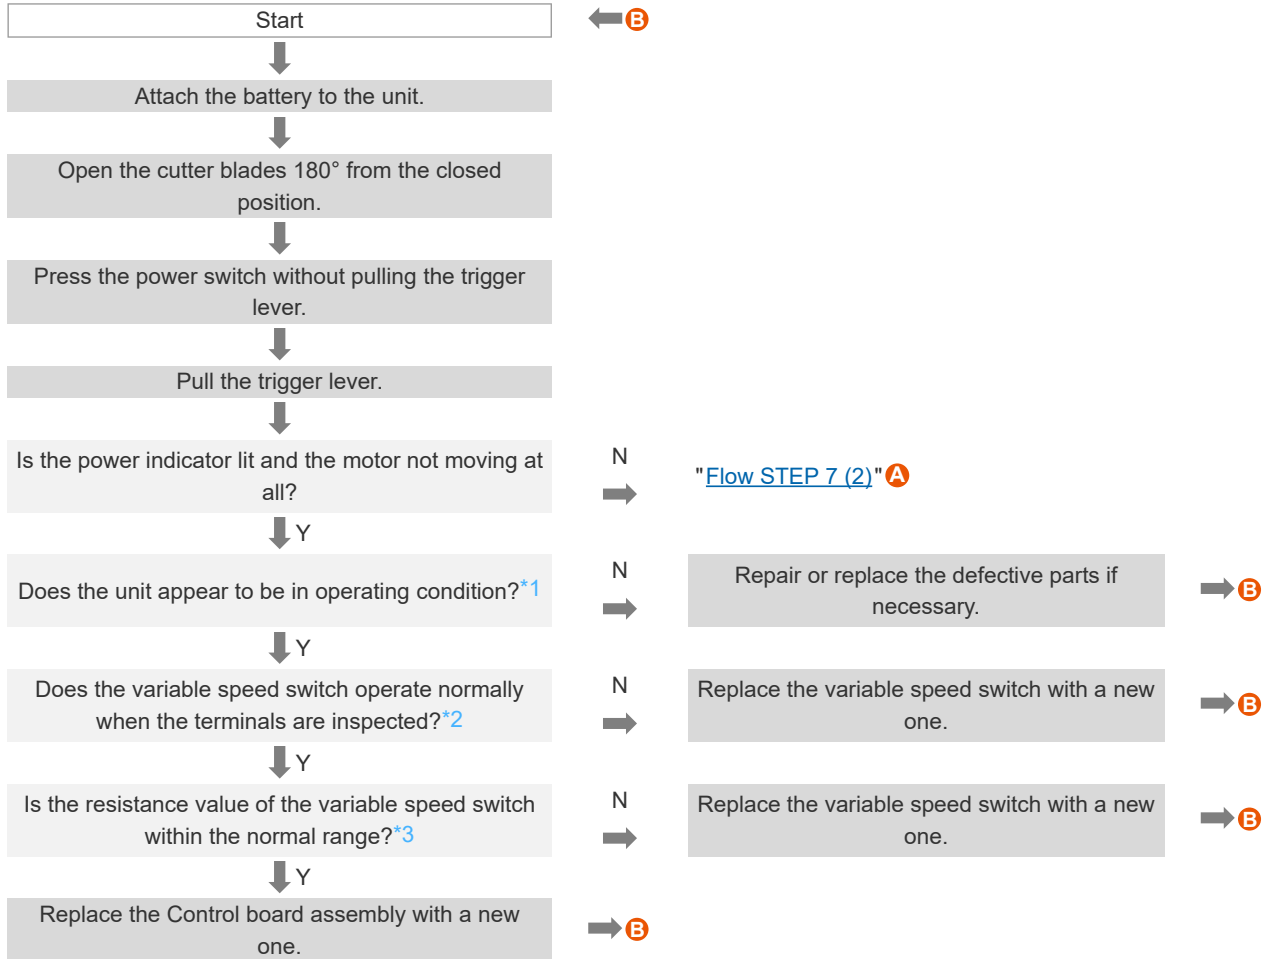 Start
B
Attach the battery to the unit.
Open the cutter blades 180° from the closed
position.
Press the power switch without pulling the trigger
lever.
Pull the trigger lever.
Is the power indicator lit and the motor not moving at
all?
N
"Flow STEP 7 (2)" A
Y
Does the unit appear to be in operating condition?*1
N
Repair or replace the defective parts if
necessary.
B
Y
Does the variable speed switch operate normally
when the terminals are inspected?*2
N
Replace the variable speed switch with a new
one.
B
Y
Is the resistance value of the variable speed switch
within the normal range?*3
N
Replace the variable speed switch with a new
one.
B
Y
Replace the Control board assembly with a new
one.
B